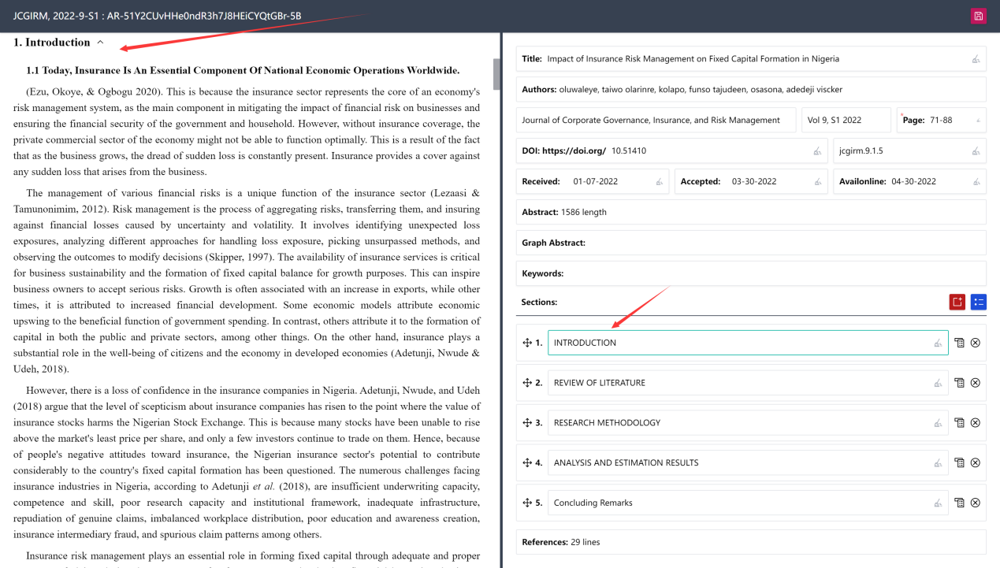 JCGIRM, 2022-9-S1 : AR-51Y2CUvHHe0ndR3h7J8HEiCYQtGBr-5B
1. Introduction
1.1 Today, Insurance Is An Essential Component Of National Economic Operations Worldwide.
(Ezu, Okoye, & Ogbogu 2020). This is because the insurance sector represents the core of an economy's
risk management system, as the main component in mitigating the impact of financial risk on businesses and
ensuring the financial security of the government and household. However, without insurance coverage, the
private commercial sector of the economy might not be able to function optimally. This is a result of the fact
that as the business grows, the dread of sudden loss is constantly present. Insurance provides a cover against
any sudden loss that arises from the business.
The management of various financial risks is a unique function of the insurance sector (Lezaasi &
Tamunonimim, 2012). Risk management is the process of aggregating risks, transferring them, and insuring
against financial losses caused by uncertainty and volatility. It involves identifying unexpected loss
exposures, analyzing different approaches for handling loss exposure, picking unsurpassed methods, and
observing the outcomes to modify decisions (Skipper, 1997). The availability of insurance services is critical
for business sustainability and the formation of fixed capital balance for growth purposes. This can inspire
business owners to accept serious risks. Growth is often associated with an increase in exports, while other
times, it is attributed to increased financial development. Some economic models attribute economic
upswing to the beneficial function of government spending. In contrast, others attribute it to the formation of
capital in both the public and private sectors, among other things. On the other hand, insurance plays a
substantial role in the well-being of citizens and the economy in developed economies (Adetunji, Nwude &
Udeh, 2018).
However, there is a loss of confidence in the insurance companies in Nigeria. Adetunji, Nwude, and Udeh
(2018) argue that the level of scepticism about insurance companies has risen to the point where the value of
insurance stocks harms the Nigerian Stock Exchange. This is because many stocks have been unable to rise
above the market's least price per share, and only a few investors continue to trade on them. Hence, because
of people's negative attitudes toward insurance, the Nigerian insurance sector's potential to contribute
considerably to the country's fixed capital formation has been questioned. The numerous challenges facing
insurance industries in Nigeria, according to Adetunji et al. (2018), are insufficient underwriting capacity,
competence and skill, poor research capacity and institutional framework, inadequate infrastructure,
repudiation of genuine claims, imbalanced workplace distribution, poor education and awareness creation,
insurance intermediary fraud, and spurious claim patterns among others.
Insurance risk management plays an essential role in forming fixed capital through adequate and proper
Title: Impact of Insurance Risk Management on Fixed Capital Formation in Nigeria
Authors: oluwaleye, taiwo olarinre, kolapo, funso tajudeen, osasona, adedeji viscker
Journal of Corporate Governance, Insurance, and Risk Management
Vol 9, S1 2022
* Page: 71-88
DOI: https://doi.org/ 10.51410
jcgirm.9.1.5
Received: 01-07-2022
Accepted: 03-30-2022
Availonline: 04-30-2022
Abstract: 1586 length
Graph Abstract:
Keywords:
Sections:
1. INTRODUCTION
2. REVIEW OF LITERATURE
3. RESEARCH METHODOLOGY
4. ANALYSIS AND ESTIMATION RESULTS
5. Concluding Remarks
References: 29 lines